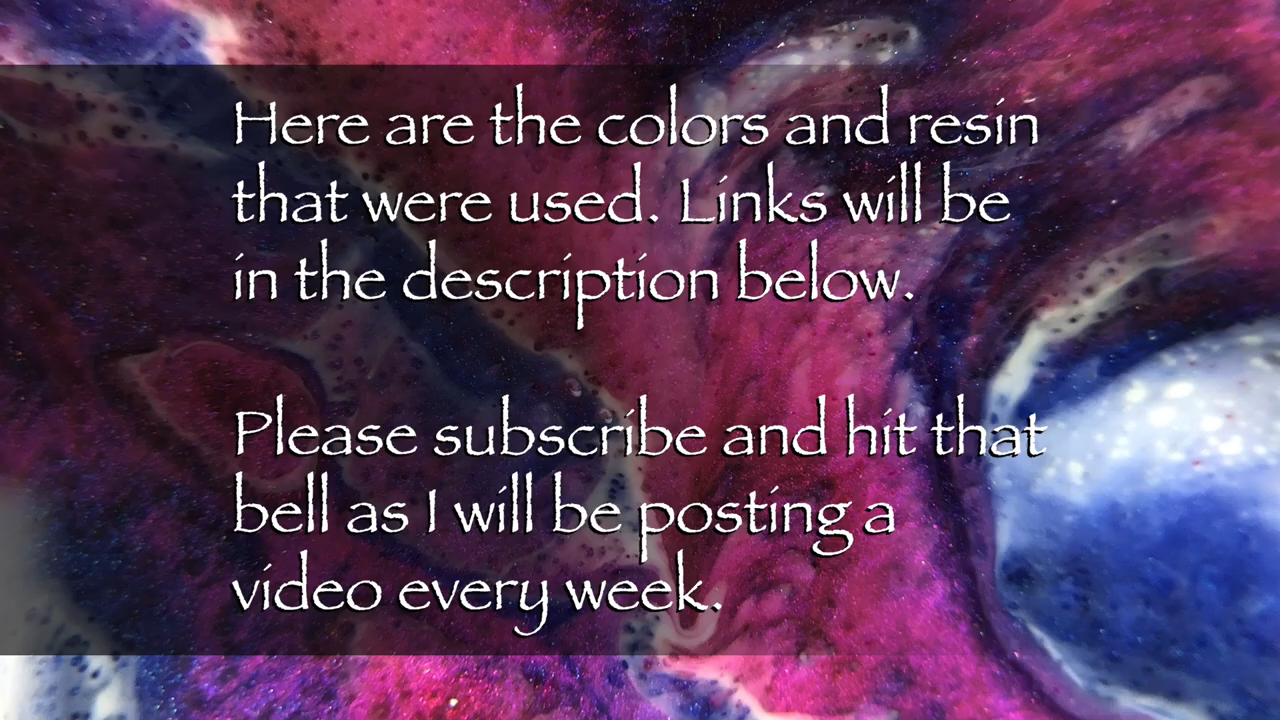 Here are the colors and resin
that were used. Links will be
in the description below.
Please subscribe and hit that
bell as I will be posting a
video every week.